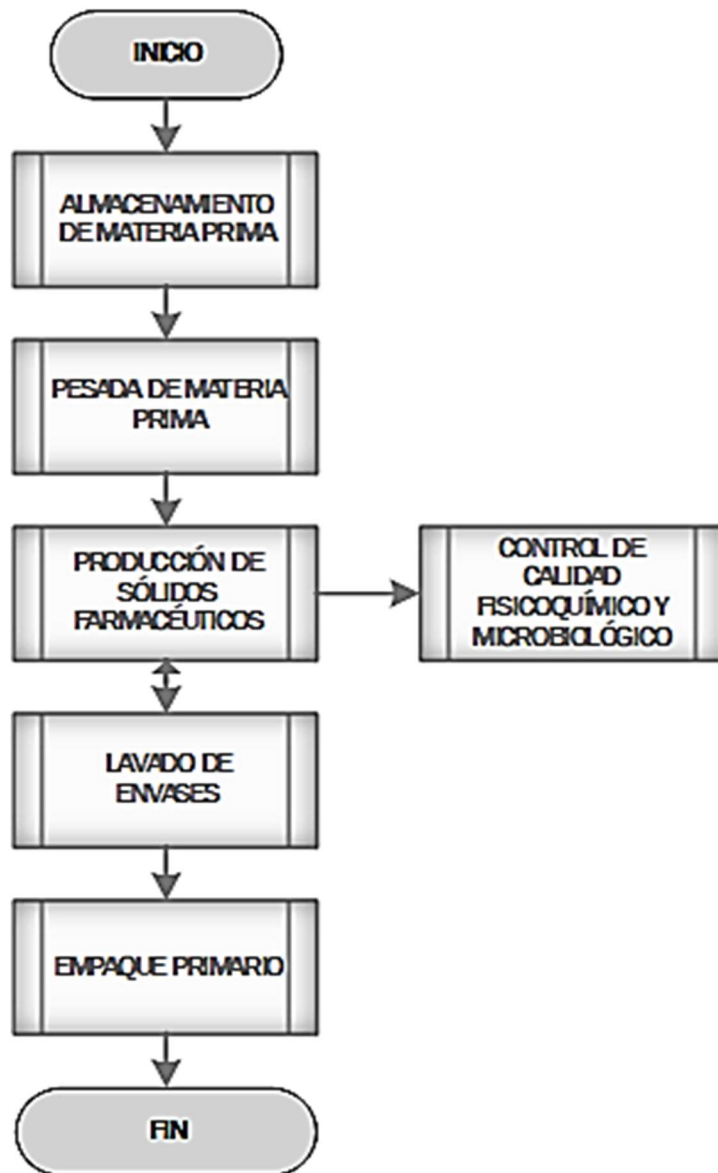 INICIO
ALMACENAMIENTO
DE MATERIA PRIMA
PESADA DE MATERIA
PRIMA
PRODUCCIÓN DE
SÓLIDOS
FARMACÉUTICOS
CONTROL DE
CALIDAD
FISICOQUÍMICO Y
MICROBIOLÓGICO
LAVADO DE
ENVASES
EMPAQUE PRIMARIO
FIN